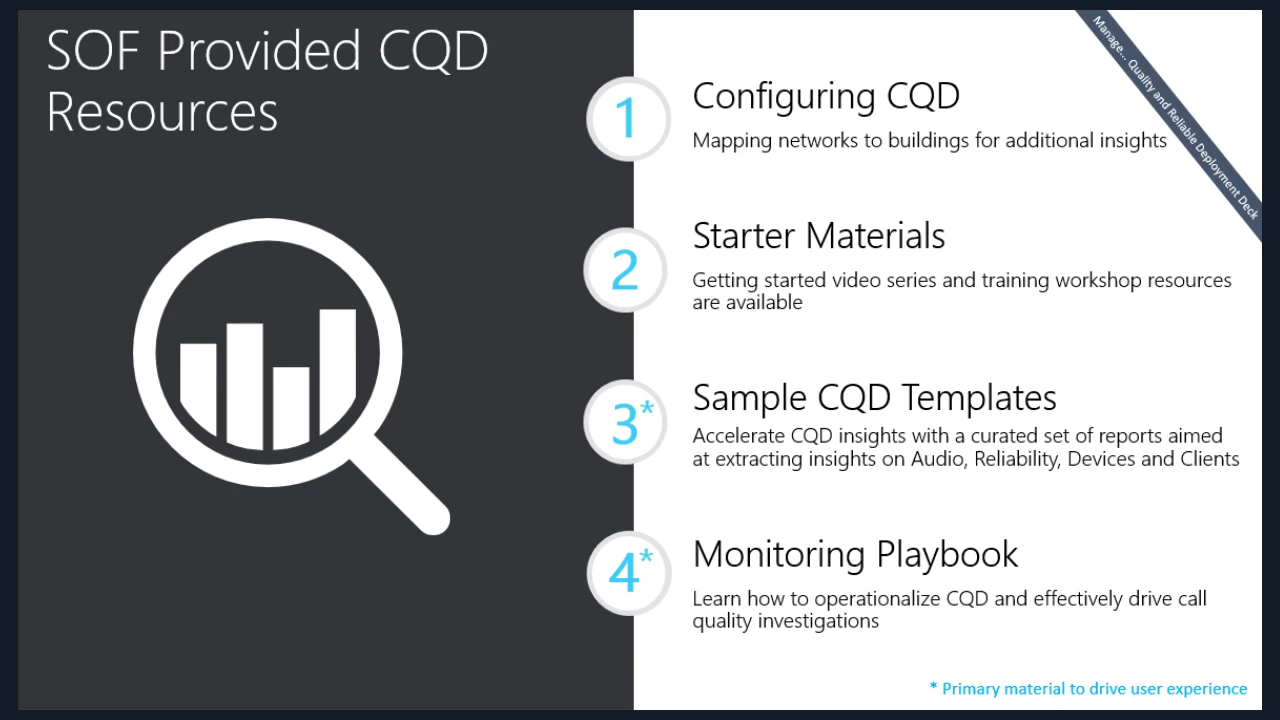 SOF Provided CQD
Resources
Manage... Quality and Reliable Deployment Deck
1
Configuring CQD
Mapping networks to buildings for additional insights
2
Starter Materials
Getting started video series and training workshop resources
are available
3*
Sample CQD Templates
Accelerate CQD insights with a curated set of reports aimed
at extracting insights on Audio, Reliability, Devices and Clients
4*
Monitoring Playbook
Learn how to operationalize CQD and effectively drive call
quality investigations
* Primary material to drive user experience